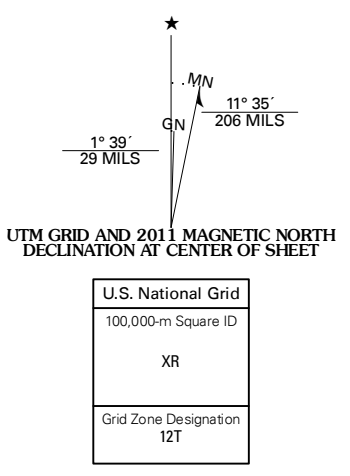 ★
MN
11° 35´
206 MILS
GN
1° 39´
29 MILS
UTM GRID AND 2011 MAGNETIC NORTH
DECLINATION AT CENTER OF SHEET
U.S. National Grid
100,000-m Square ID
XR
Grid Zone Designation
12T